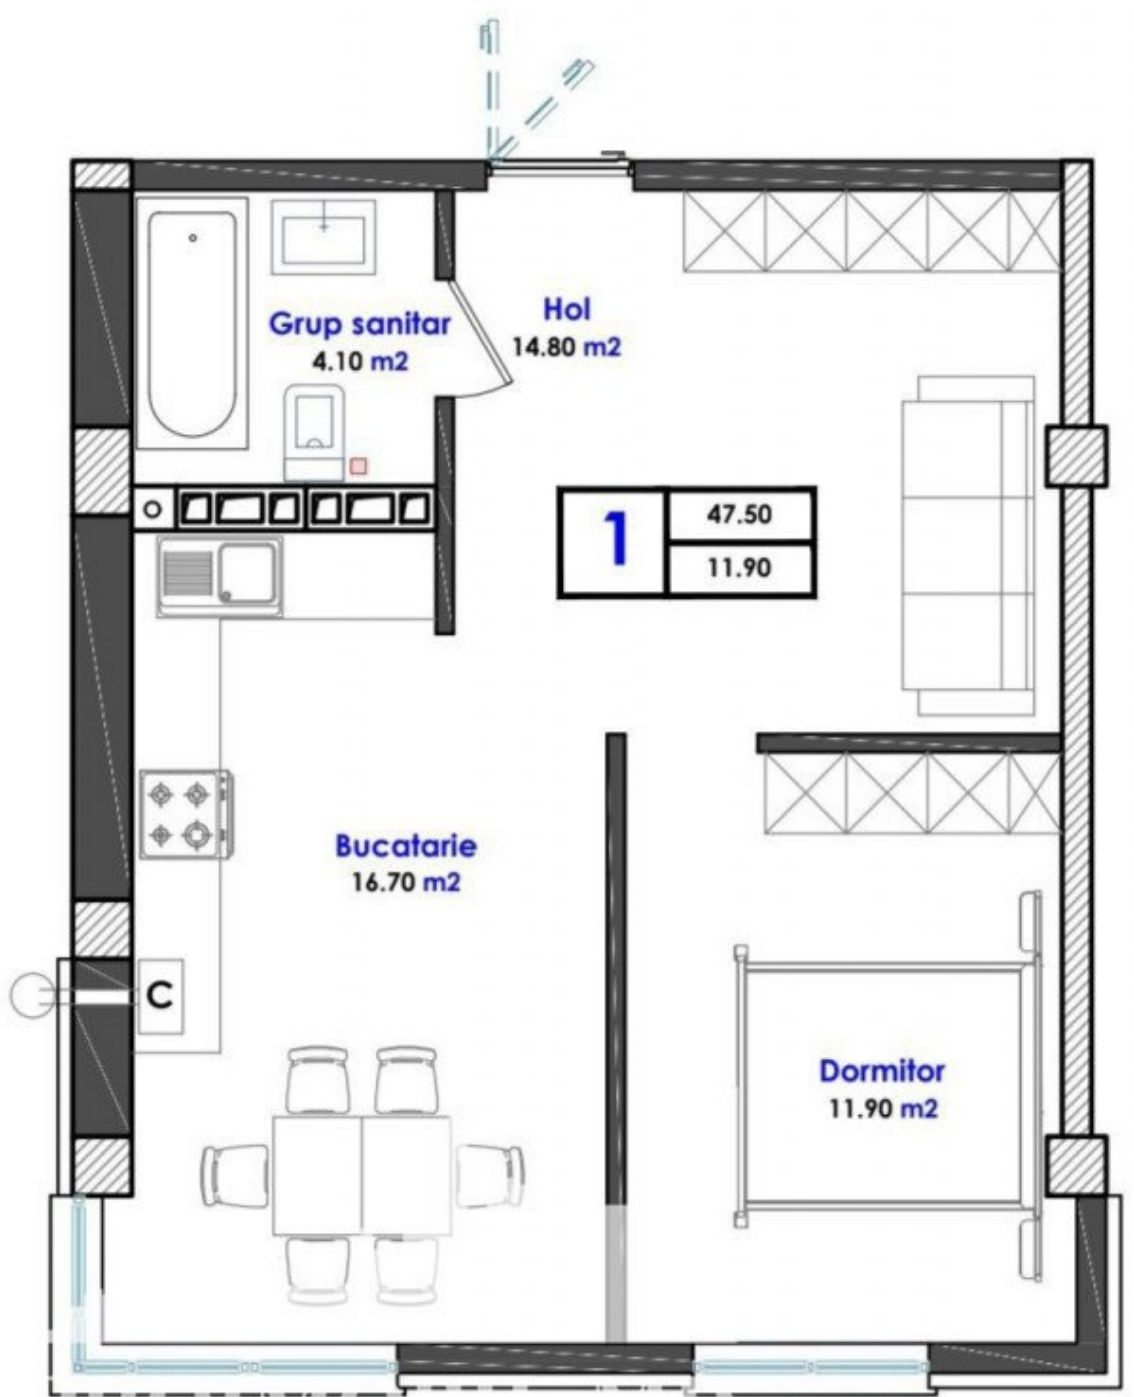 Grup sanitar
4.10 m2
Hol
14.80 m2
1
47.50
11.90
Bucatarie
16.70 m2
C
Dormitor
11.90 m2